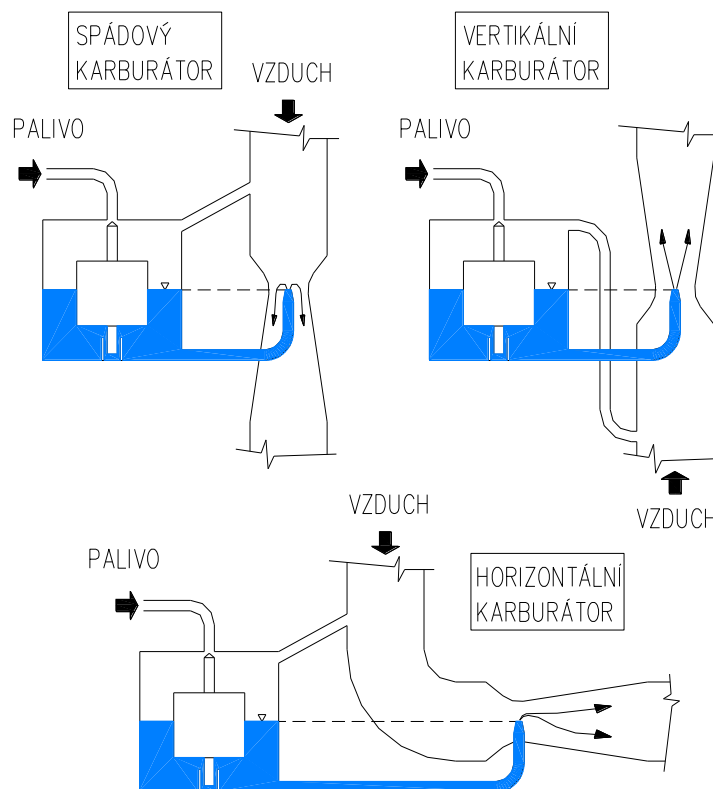 SPÁDOVÝ
KARBURÁTOR
VZDUCH
PALIVO
VERTIKÁLNÍ
KARBURÁTOR
PALIVO
VZDUCH
VZDUCH
PALIVO
HORIZONTÁLNÍ
KARBURÁTOR